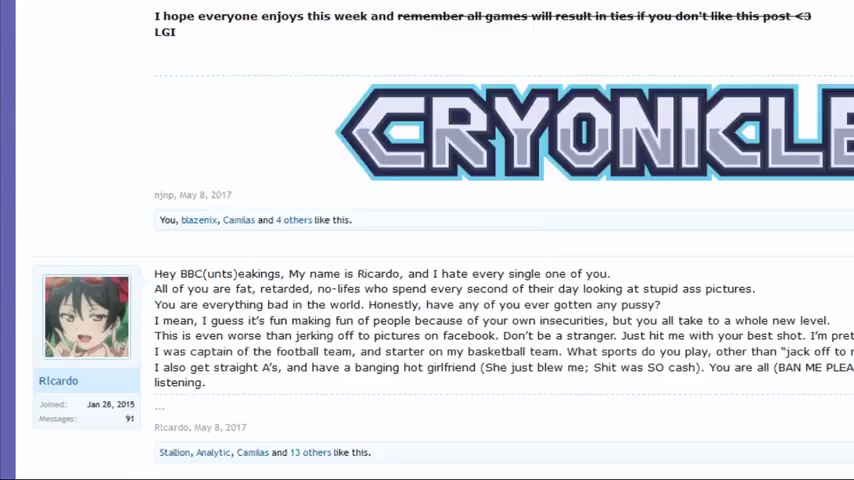 I hope everyone enjoys this week and remember all games will result in ties if you don't like this post <3
LGI
CRYONICLE
njnp, May 8, 2017
You, blazenix, Camilas and 4 others like this.
Hey BBC(unts)eakings, My name is Ricardo, and I hate every single one of you.
All of you are fat, retarded, no-lifes who spend every second of their day looking at stupid ass pictures.
You are everything bad in the world. Honestly, have any of you ever gotten any pussy?
I mean, I guess it's fun making fun of people because of your own insecurities, but you all take to a whole new level.
This is even worse than jerking off to pictures on facebook. Don't be a stranger. Just hit me with your best shot. I'm
I was captain of the football team, and starter on my basketball team. What sports do you play, other than "jack off to
I also get straight A's, and have a banging hot girlfriend (She just blew me; Shit was SO cash). You are all (BAN ME
listening.
...
R!cardo
Joined: Jan 28, 2015
Messages: 91
R!cardo, May 8, 2017
Stallion, Analytic, Camilas and 13 others like this.